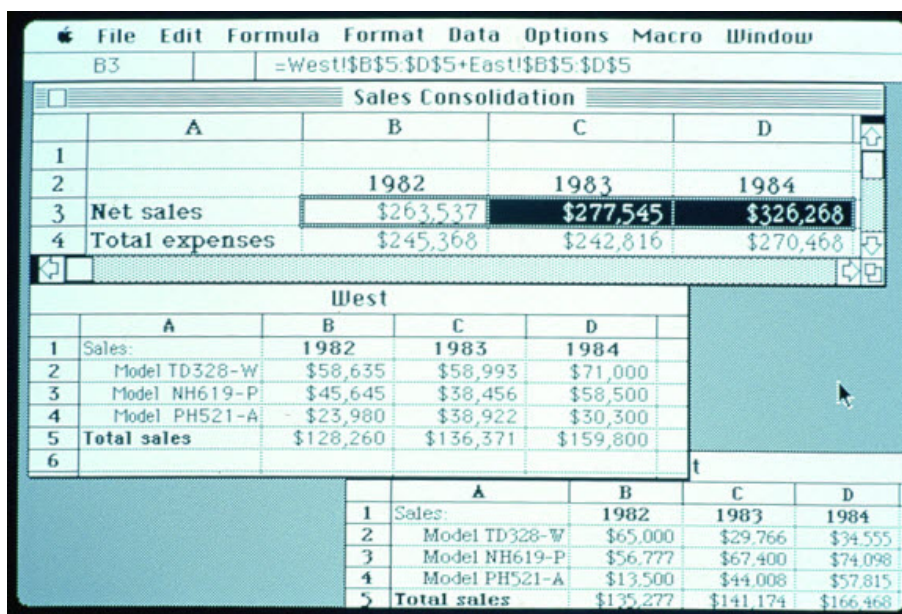 File Edit Formula Format Data Options Macro Window
B3 =West!$B$5:$D$5+East!$B$5:$D$5
Sales Consolidation
A B C D
1
2 1982 1983 1984
3 Net sales $263,537 $277,545 $326,268
4 Total expenses $245,368 $242,816 $270,468
West
A B C D
1 Sales: 1982 1983 1984
2 Model TD328-W $58,635 $58,993 $71,000
3 Model NH619-P $45,645 $38,456 $58,500
4 Model PH521-A $23,980 $38,922 $30,300
5 Total sales $128,260 $136,371 $159,800
6
t
A B C D
1 Sales: 1982 1983 1984
2 Model TD328-W $65,000 $29,766 $34,555
3 Model NH619-P $56,777 $67,400 $74,098
4 Model PH521-A $13,500 $44,008 $57,815
5 Total sales $135,277 $141,174 $166,468